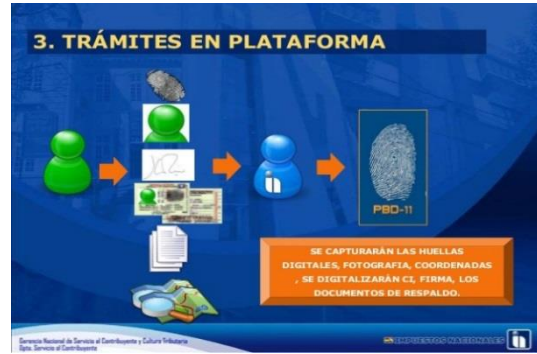 3. TRÁMITES EN PLATAFORMA
PBD-11
SE CAPTURARÁN LAS HUELLAS
DIGITALES, FOTOGRAFIA, COORDENADAS
, SE DIGITALIZARÁN CI, FIRMA, LOS
DOCUMENTOS DE RESPALDO.
Gerencia Nacional de Servicio al Contribuyente y Cultura Tributaria
Dpto. Servicio al Contribuyente
IMPUESTOS NACIONALES